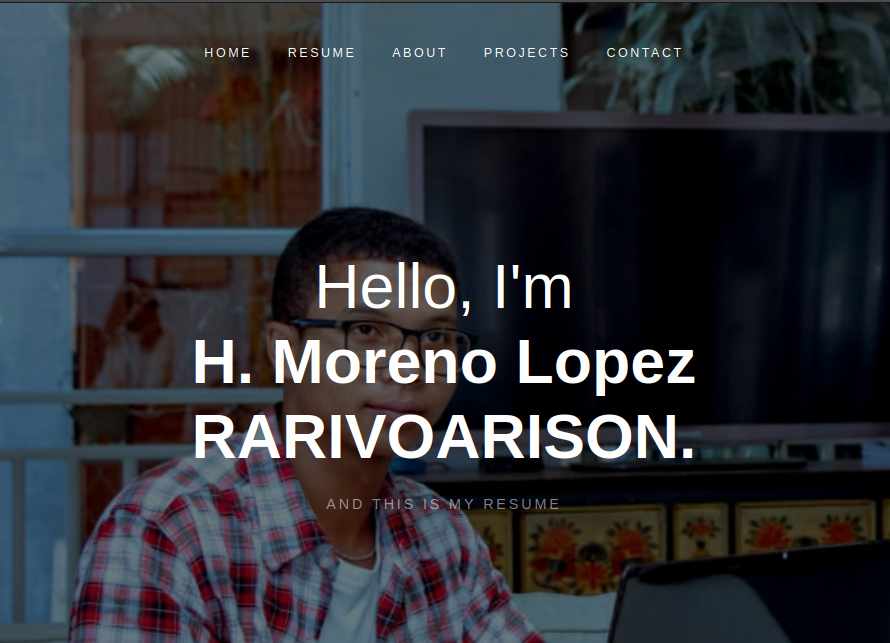 HOME RESUME ABOUT PROJECTS CONTACT
Hello, I'm
H. Moreno Lopez
RARIVOARISON.
AND THIS IS MY RESUME